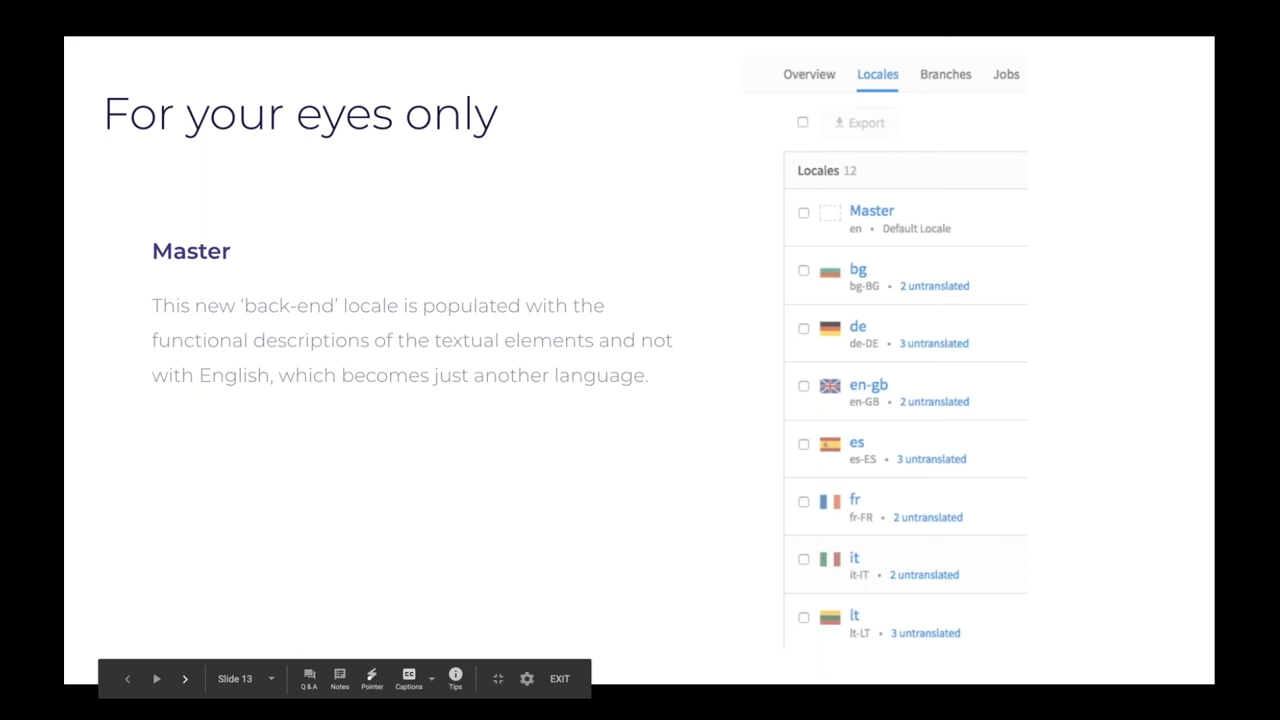 For your eyes only
Master
This new ‘back-end’ locale is populated with the
functional descriptions of the textual elements and not
with English, which becomes just another language.
Overview Locales Branches Jobs
Export
Locales 12
Master
en • Default Locale
bg
bg-BG • 2 untranslated
de
de-DE • 3 untranslated
en-gb
en-GB • 2 untranslated
es
es-ES • 3 untranslated
fr
fr-FR • 2 untranslated
it
it-IT • 2 untranslated
lt
lt-LT • 3 untranslated
Slide 13 Q & A Notes Pointer Captions Tips EXIT